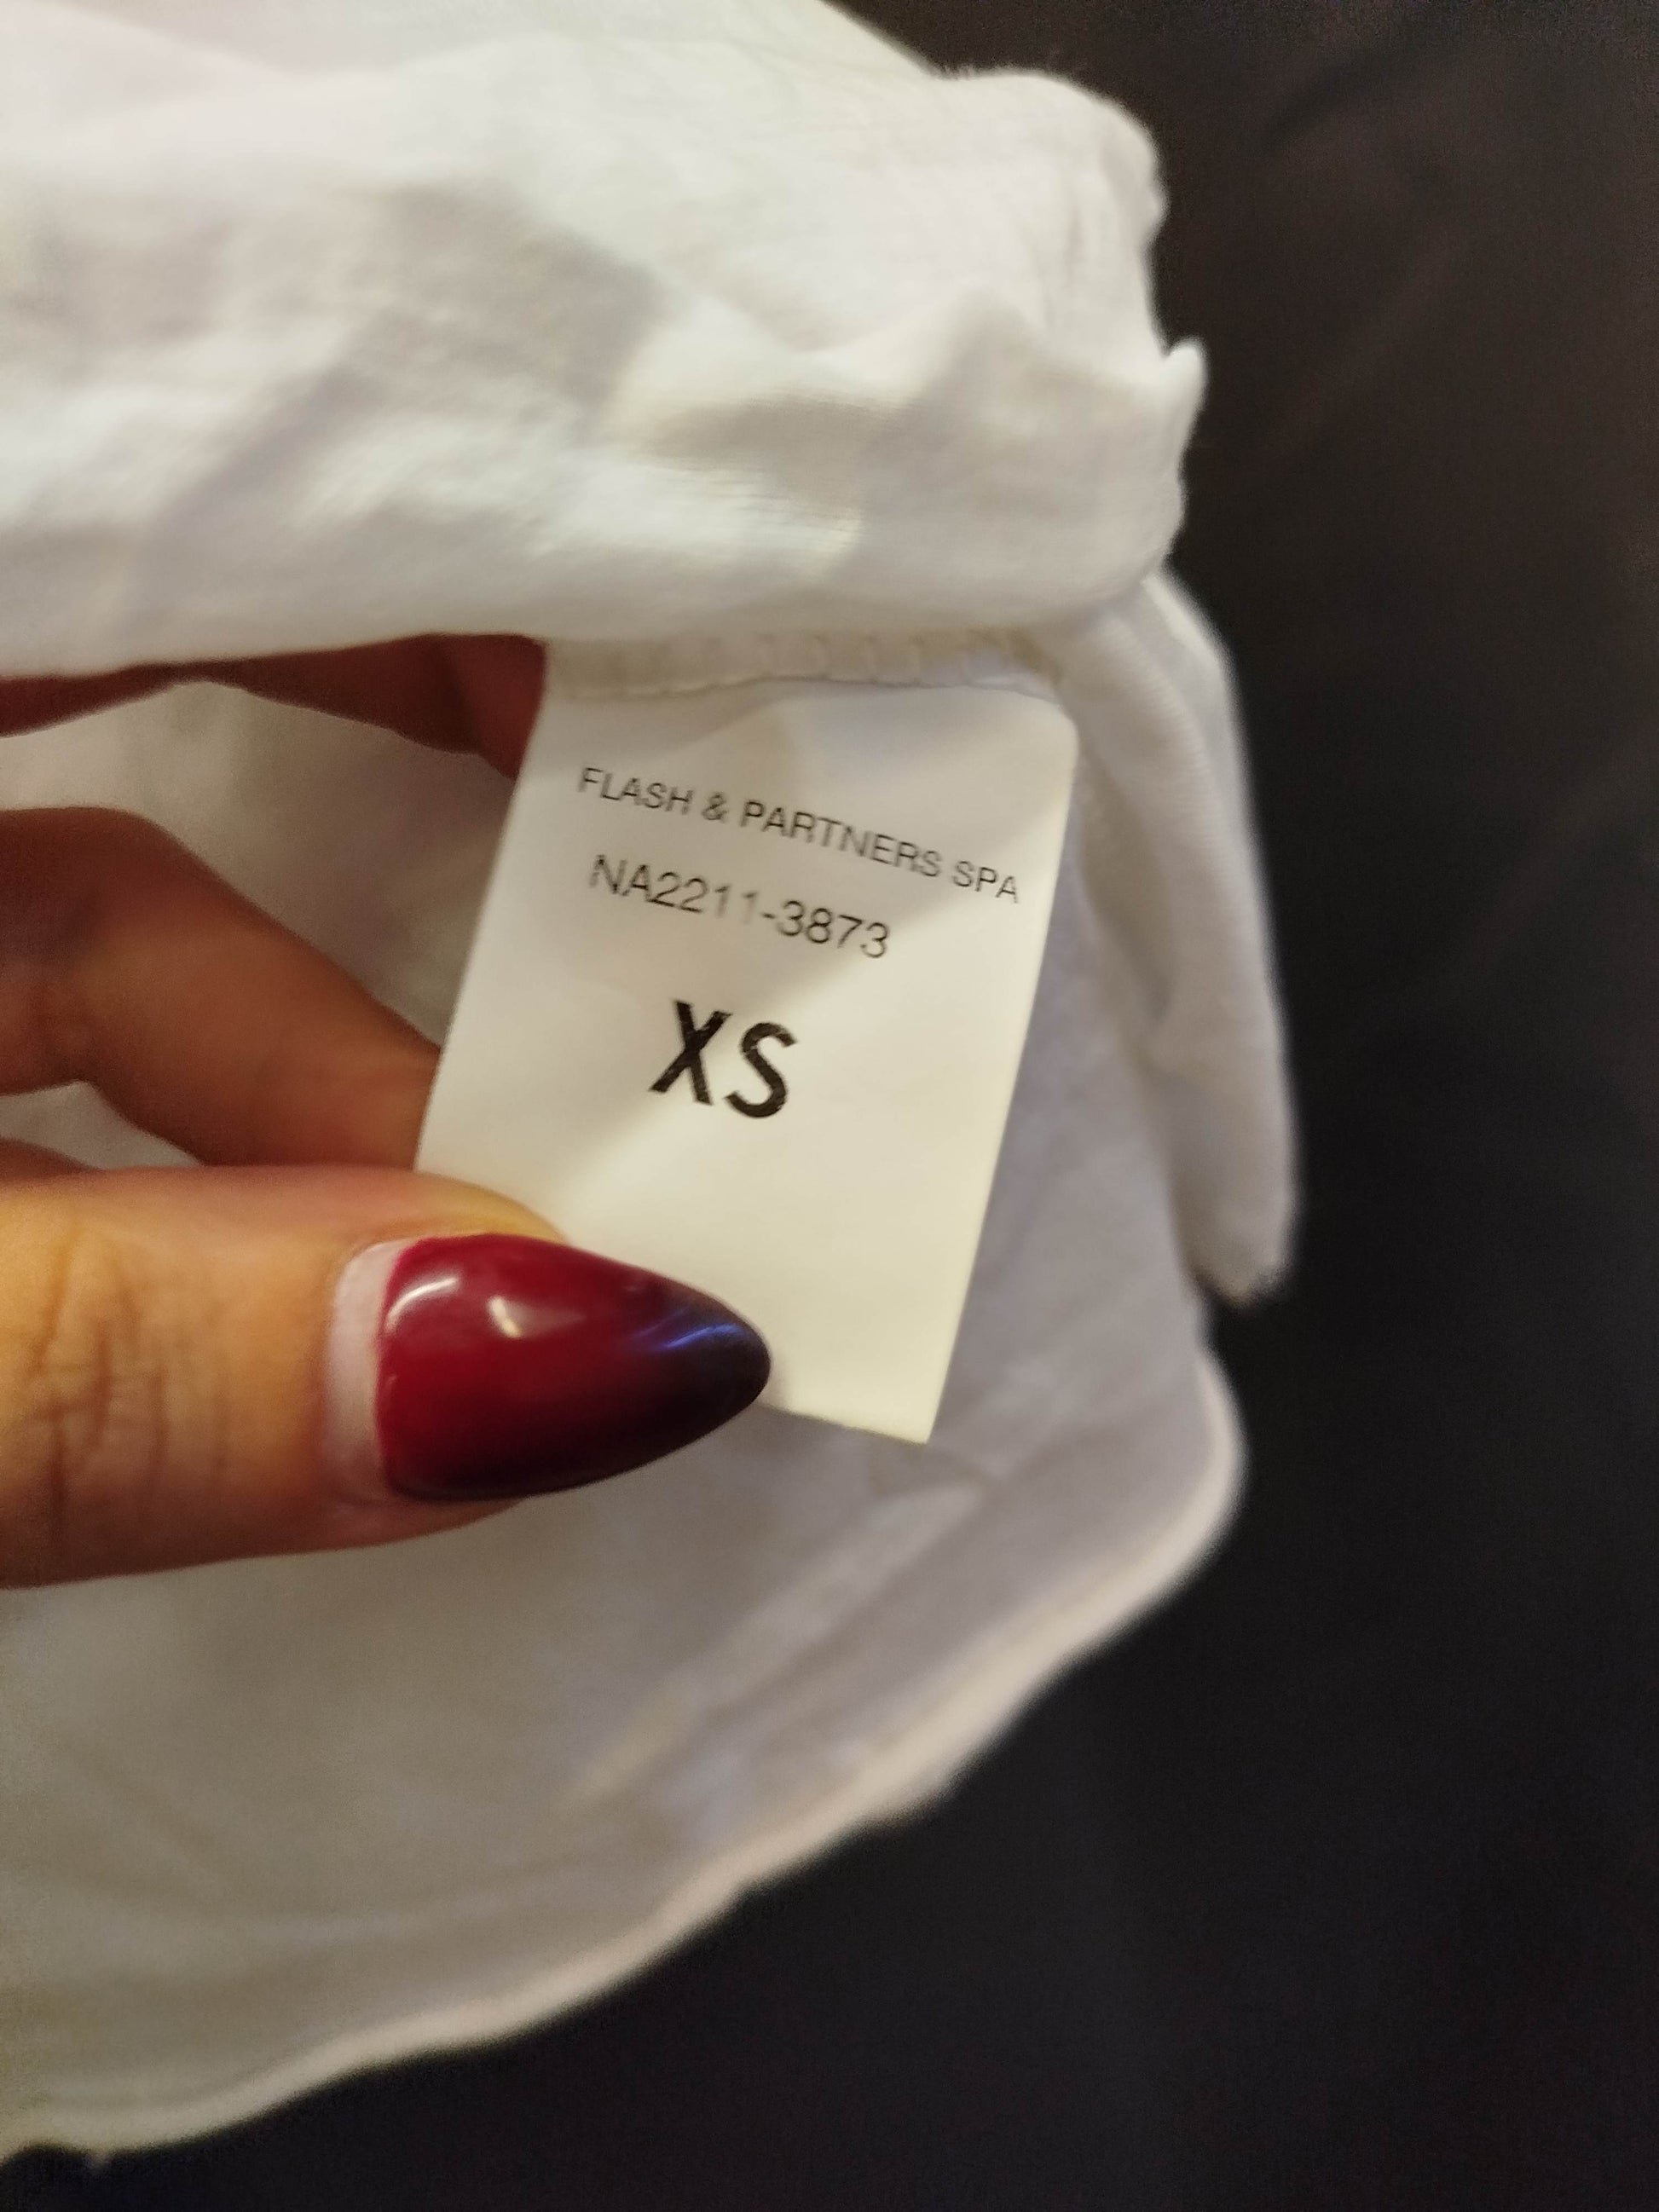 FLASH & PARTNERS SPA
NA2211-3873
XS